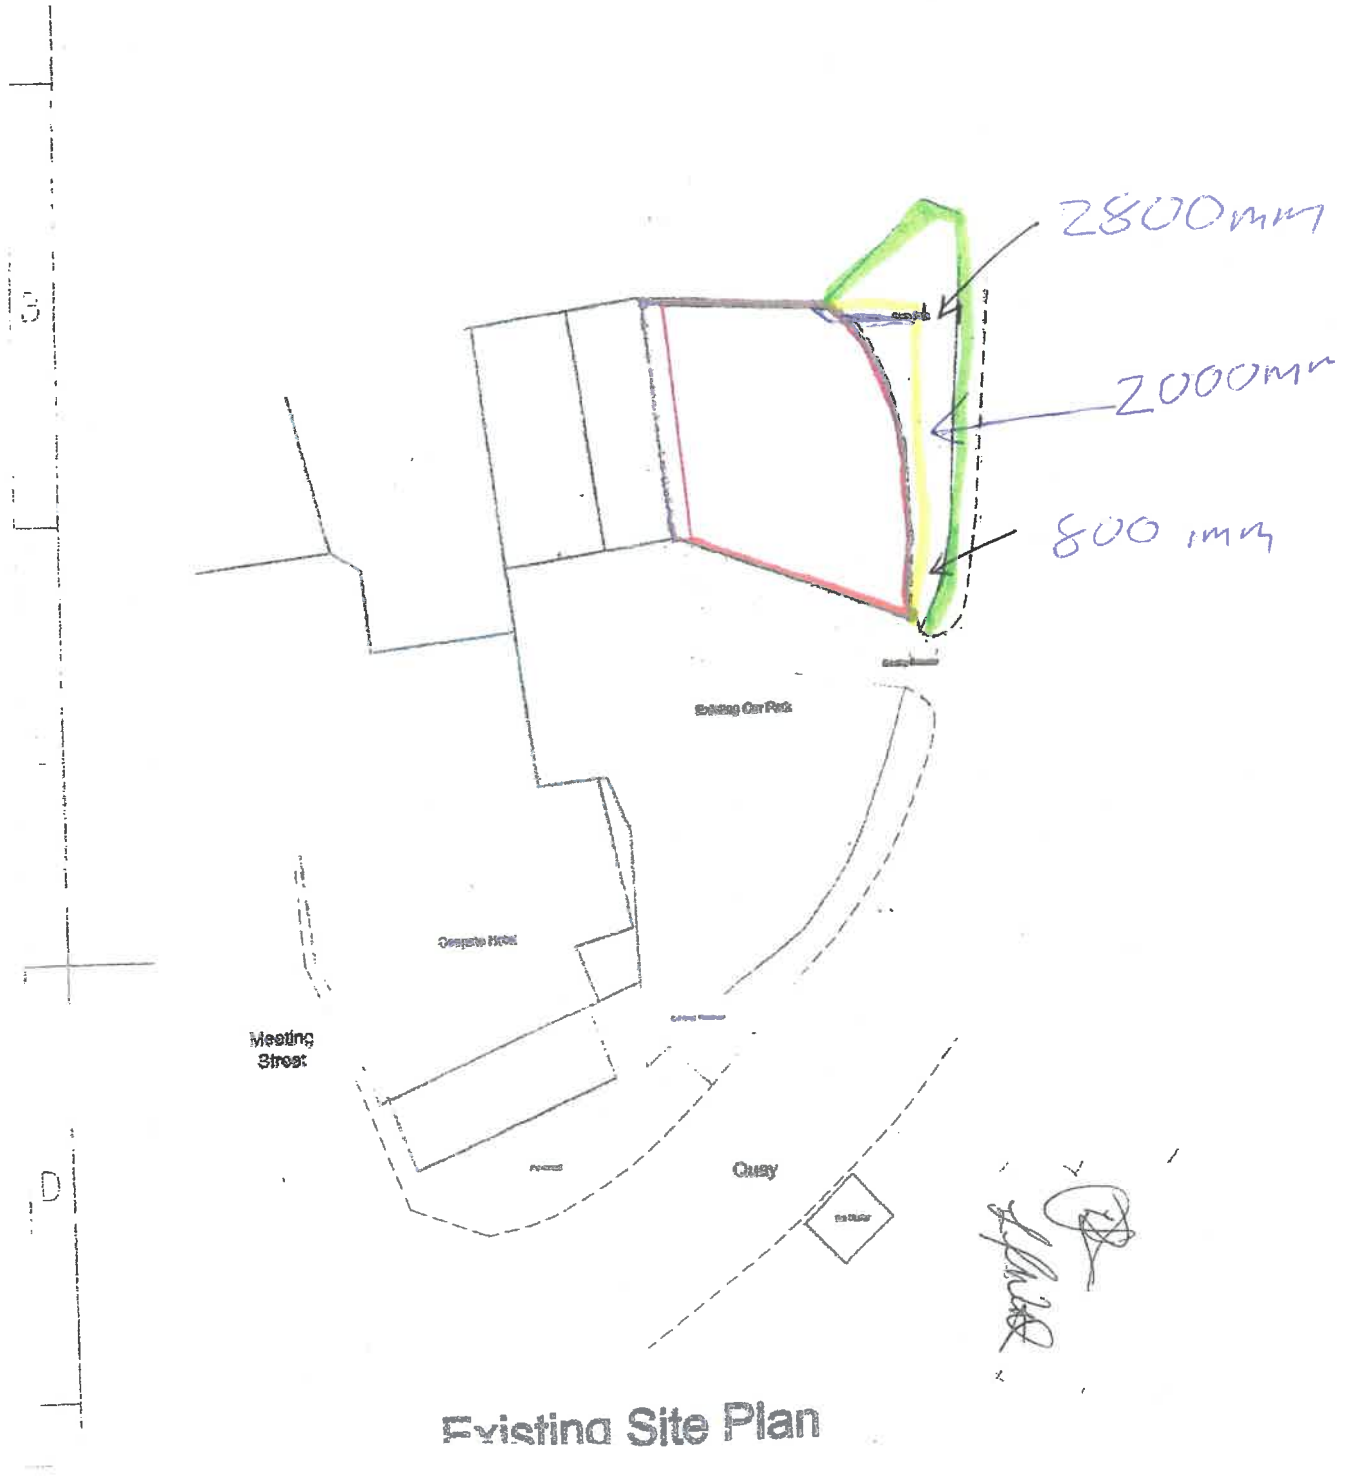 2800mm
2000mm
800 mm
Existing Car Park
Meeting
Street
Quay
D
Existing Site Plan